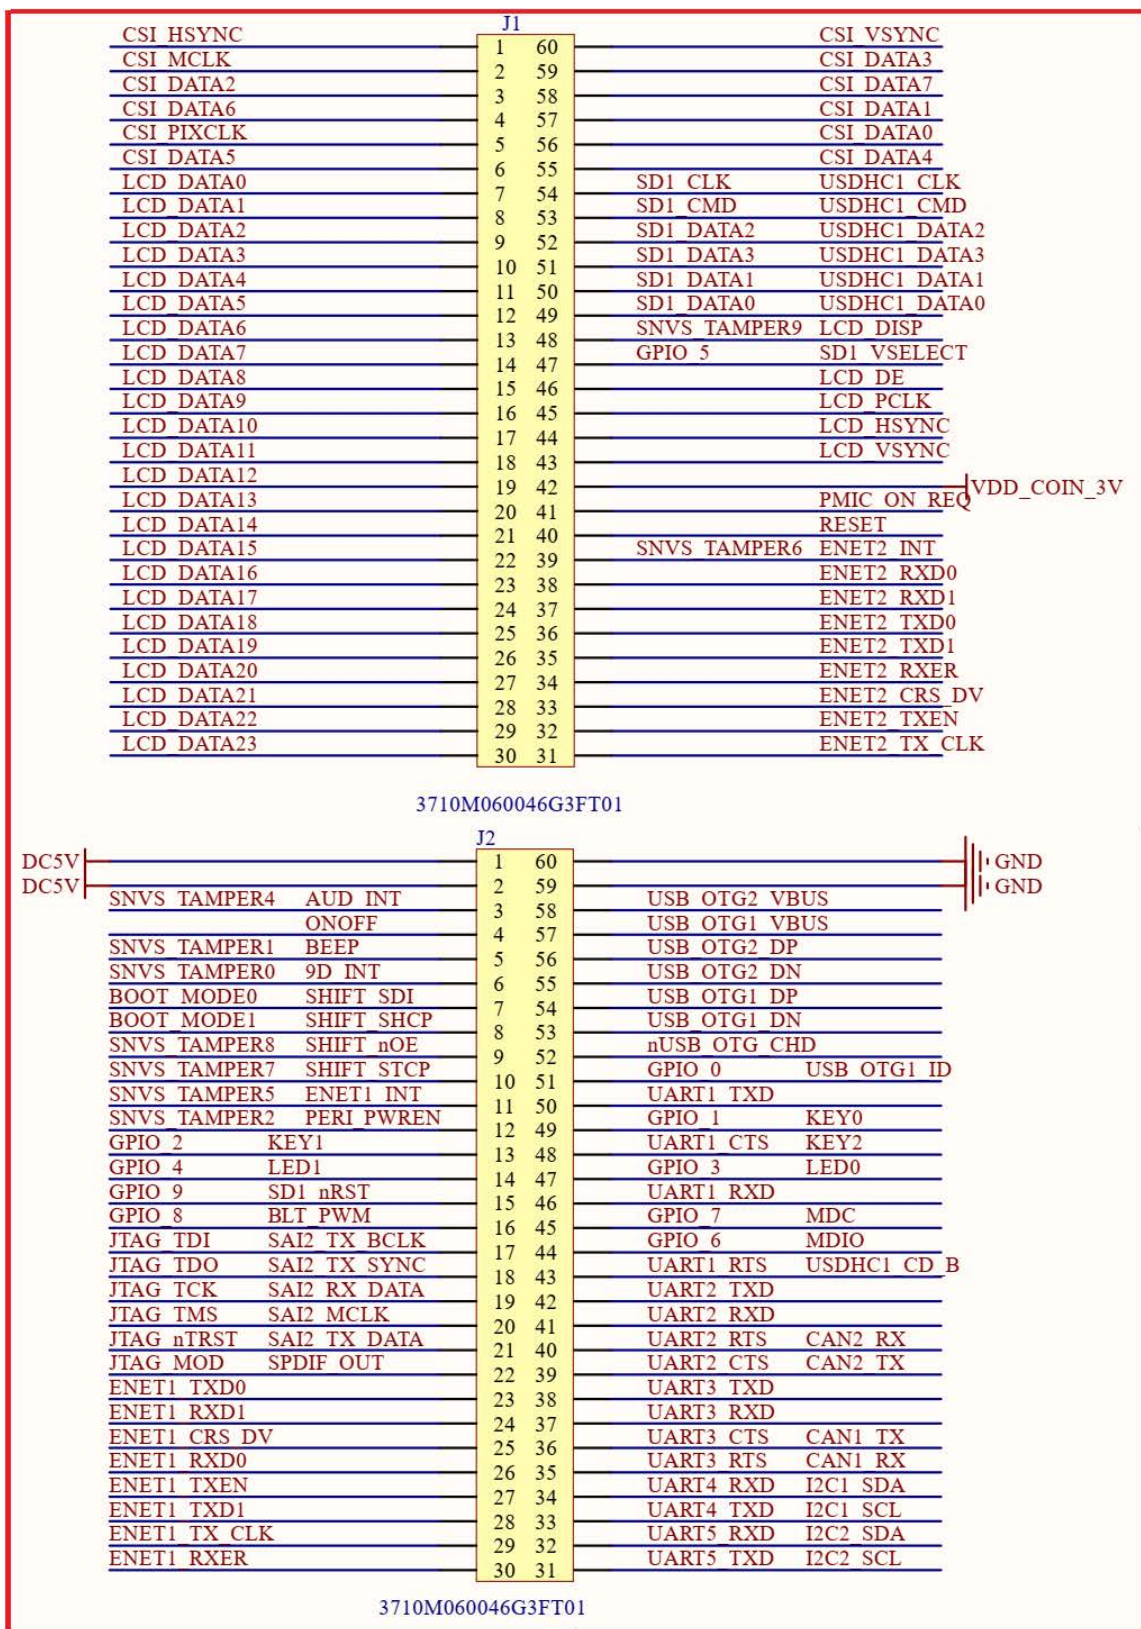 J1
CSI_HSYNC 1 60 CSI_VSYNC
CSI_MCLK 2 59 CSI_DATA3
CSI_DATA2 3 58 CSI_DATA7
CSI_DATA6 4 57 CSI_DATA1
CSI_PIXCLK 5 56 CSI_DATA0
CSI_DATA5 6 55 CSI_DATA4
LCD_DATA0 7 54 SD1_CLK USDHC1_CLK
LCD_DATA1 8 53 SD1_CMD USDHC1_CMD
LCD_DATA2 9 52 SD1_DATA2 USDHC1_DATA2
LCD_DATA3 10 51 SD1_DATA3 USDHC1_DATA3
LCD_DATA4 11 50 SD1_DATA1 USDHC1_DATA1
LCD_DATA5 12 49 SD1_DATA0 USDHC1_DATA0
LCD_DATA6 13 48 SNVS_TAMPER9 LCD_DISP
LCD_DATA7 14 47 GPIO_5 SD1_VSELECT
LCD_DATA8 15 46 LCD_DE
LCD_DATA9 16 45 LCD_PCLK
LCD_DATA10 17 44 LCD_HSYNC
LCD_DATA11 18 43 LCD_VSYNC
LCD_DATA12 19 42 VDD_COIN_3V
LCD_DATA13 20 41 PMIC_ON_REQ
LCD_DATA14 21 40 RESET
LCD_DATA15 22 39 SNVS_TAMPER6 ENET2_INT
LCD_DATA16 23 38 ENET2_RXD0
LCD_DATA17 24 37 ENET2_RXD1
LCD_DATA18 25 36 ENET2_TXD0
LCD_DATA19 26 35 ENET2_TXD1
LCD_DATA20 27 34 ENET2_RXER
LCD_DATA21 28 33 ENET2_CRS_DV
LCD_DATA22 29 32 ENET2_TXEN
LCD_DATA23 30 31 ENET2_TX_CLK
3710M060046G3FT01
J2
DC5V 1 60 GND
DC5V 2 59 GND
SNVS_TAMPER4 AUD_INT 3 58 USB_OTG2_VBUS
ONOFF 4 57 USB_OTG1_VBUS
SNVS_TAMPER1 BEEP 5 56 USB_OTG2_DP
SNVS_TAMPER0 9D_INT 6 55 USB_OTG2_DN
BOOT_MODE0 SHIFT_SDI 7 54 USB_OTG1_DP
BOOT_MODE1 SHIFT_SHCP 8 53 USB_OTG1_DN
SNVS_TAMPER8 SHIFT_nOE 9 52 nUSB_OTG_CHD
SNVS_TAMPER7 SHIFT_STCP 10 51 GPIO_0 USB_OTG1_ID
SNVS_TAMPER5 ENET1_INT 11 50 UART1_TXD
SNVS_TAMPER2 PERI_PWREN 12 49 GPIO_1 KEY0
GPIO_2 KEY1 13 48 UART1_CTS KEY2
GPIO_4 LED1 14 47 GPIO_3 LED0
GPIO_9 SD1_nRST 15 46 UART1_RXD
GPIO_8 BLT_PWM 16 45 GPIO_7 MDC
JTAG_TDI SAI2_TX_BCLK 17 44 GPIO_6 MDIO
JTAG_TDO SAI2_TX_SYNC 18 43 UART1_RTS USDHC1_CD_B
JTAG_TCK SAI2_RX_DATA 19 42 UART2_TXD
JTAG_TMS SAI2_MCLK 20 41 UART2_RXD
JTAG_nTRST SAI2_TX_DATA 21 40 UART2_RTS CAN2_RX
JTAG_MOD SPDIF_OUT 22 39 UART2_CTS CAN2_TX
ENET1_TXD0 23 38 UART3_TXD
ENET1_RXD1 24 37 UART3_RXD
ENET1_CRS_DV 25 36 UART3_CTS CAN1_TX
ENET1_RXD0 26 35 UART3_RTS CAN1_RX
ENET1_TXEN 27 34 UART4_RXD I2C1_SDA
ENET1_TXD1 28 33 UART4_TXD I2C1_SCL
ENET1_TX_CLK 29 32 UART5_RXD I2C2_SDA
ENET1_RXER 30 31 UART5_TXD I2C2_SCL
3710M060046G3FT01